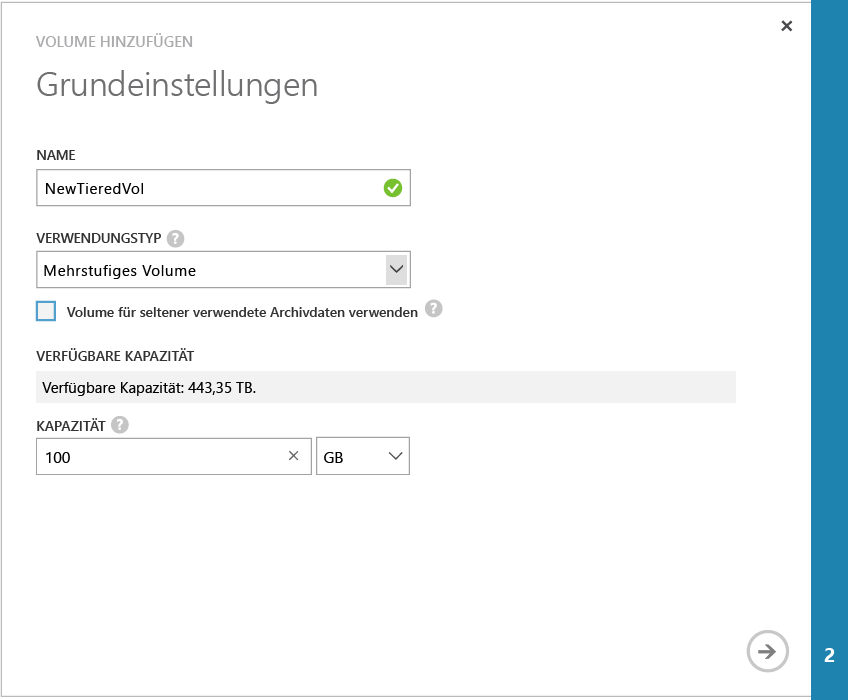 VOLUME HINZUFÜGEN
Grundeinstellungen
NAME
NewTieredVol
VERWENDUNGSTYP ?
Mehrstufiges Volume
Volume für seltener verwendete Archivdaten verwenden ?
VERFÜGBARE KAPAZITÄT
Verfügbare Kapazität: 443,35 TB.
KAPAZITÄT ?
100 GB
2